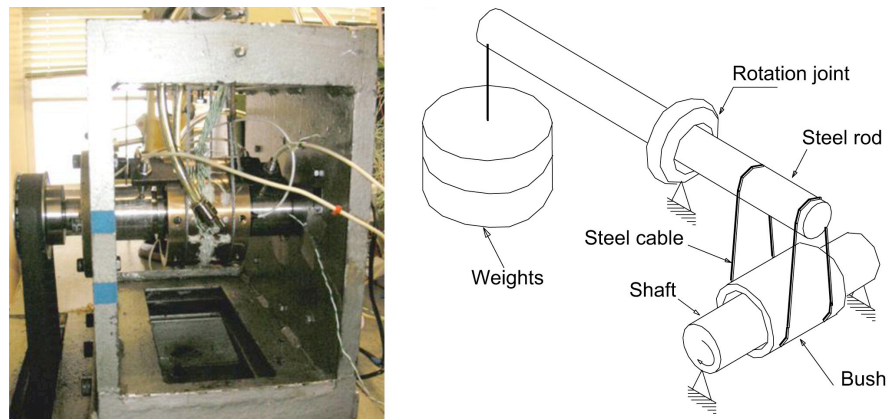 Rotation joint
Steel rod
Steel cable
Weights
Shaft
Bush